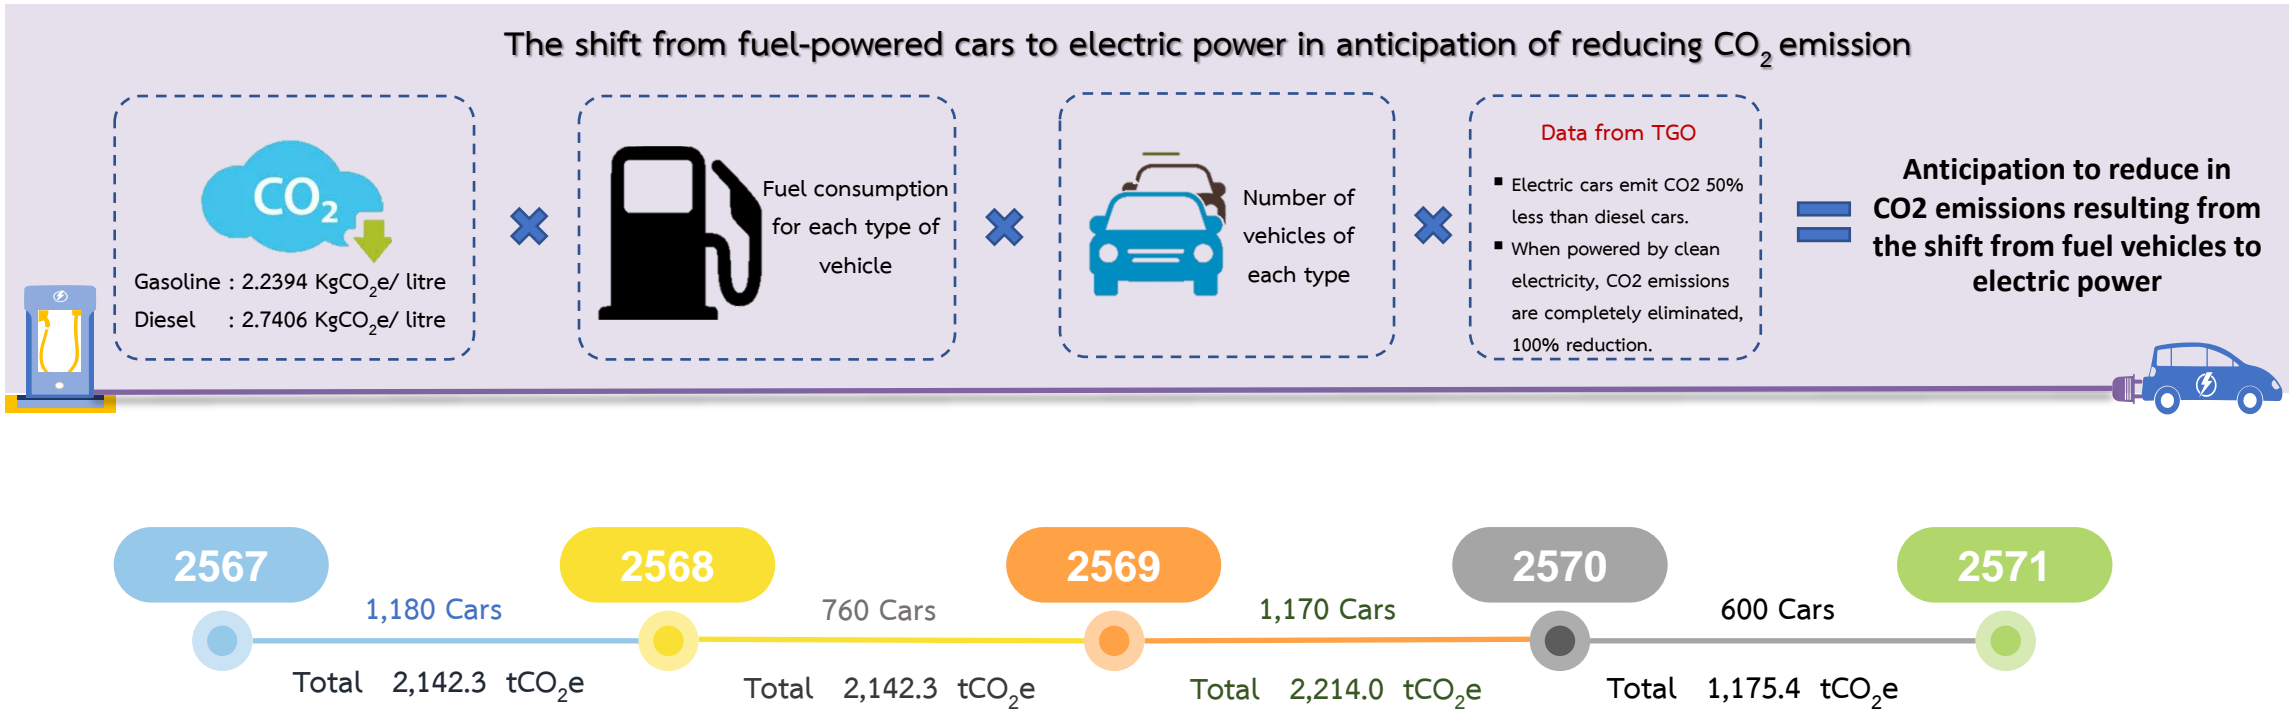 The shift from fuel-powered cars to electric power in anticipation of reducing CO₂ emission
CO₂
Gasoline : 2.2394 KgCO₂e/ litre
Diesel : 2.7406 KgCO₂e/ litre
Fuel consumption
for each type of
vehicle
Number of
vehicles of
each type
Data from TGO
▪ Electric cars emit CO2 50%
less than diesel cars.
▪ When powered by clean
electricity, CO2 emissions
are completely eliminated,
100% reduction.
Anticipation to reduce in
CO2 emissions resulting from
the shift from fuel vehicles to
electric power
2567
2568
2569
2570
2571
1,180 Cars
760 Cars
1,170 Cars
600 Cars
Total 2,142.3 tCO₂e
Total 2,142.3 tCO₂e
Total 2,214.0 tCO₂e
Total 1,175.4 tCO₂e